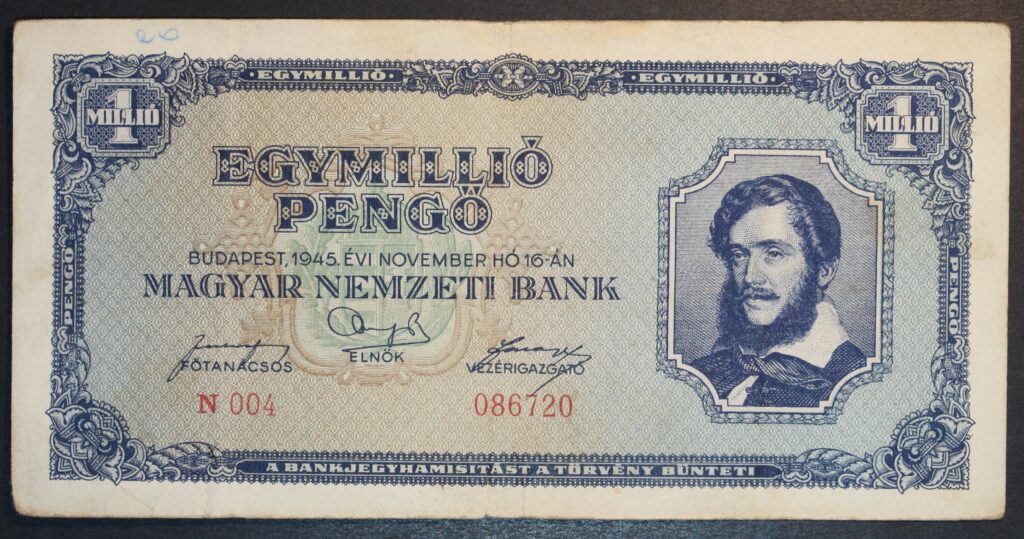 EGYMILLIÓ EGYMILLIÓ
1 MILLIÓ 1 MILLIÓ
EGYMILLIÓ
PENGŐ
BUDAPEST, 1945. ÉVI NOVEMBER HÓ 16-ÁN
MAGYAR NEMZETI BANK
FŐTANÁCSOS ELNÖK VEZÉRIGAZGATÓ
N 004 086720
PENGŐ
PENGŐ
A BANKJEGYHAMISITÁST A TÖRVÉNY BÜNTETI